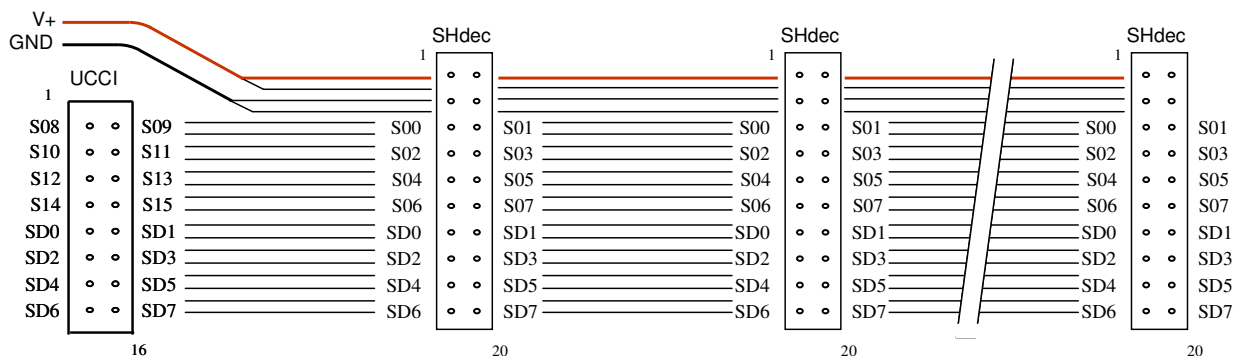 V+
GND
SHdec SHdec SHdec
1 1 1
UCCI
1
S08 S09 S00 S01 S00 S01 S00 S01
S10 S11 S02 S03 S02 S03 S02 S03
S12 S13 S04 S05 S04 S05 S04 S05
S14 S15 S06 S07 S06 S07 S06 S07
SD0 SD1 SD0 SD1 SD0 SD1 SD0 SD1
SD2 SD3 SD2 SD3 SD2 SD3 SD2 SD3
SD4 SD5 SD4 SD5 SD4 SD5 SD4 SD5
SD6 SD7 SD6 SD7 SD6 SD7 SD6 SD7
16 20 20 20